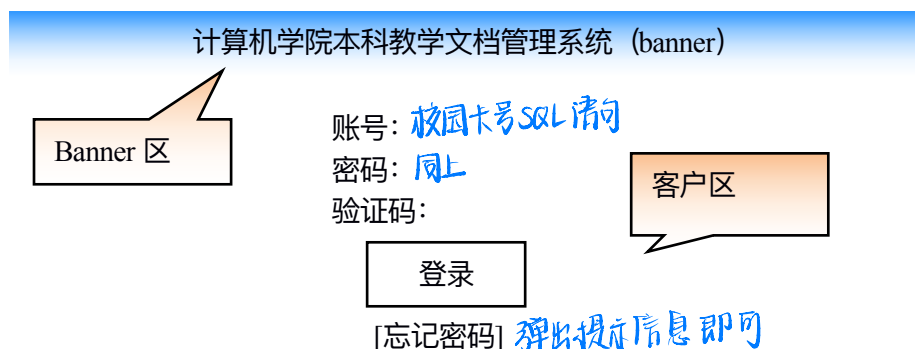 计算机学院本科教学文档管理系统（banner）
Banner 区
账号：校园卡号SQL语句
密码：同上
客户区
验证码：
登录
[忘记密码] 弹出提示信息即可